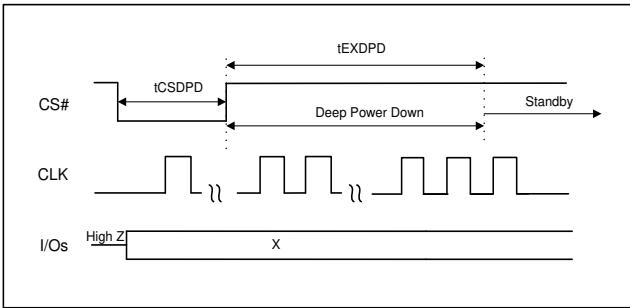 tEXDPD
tCSDPD
CS#
Deep Power Down
Standby
CLK
I/Os
High Z
X